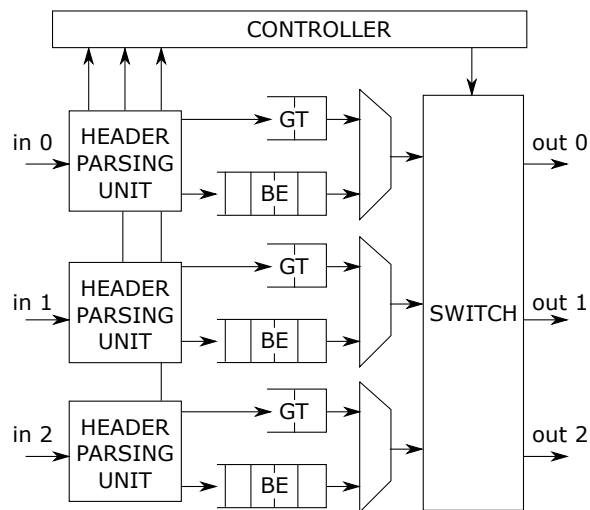 CONTROLLER
in 0
HEADER
PARSING
UNIT
GT
BE
out 0
in 1
HEADER
PARSING
UNIT
GT
BE
SWITCH
out 1
in 2
HEADER
PARSING
UNIT
GT
BE
out 2